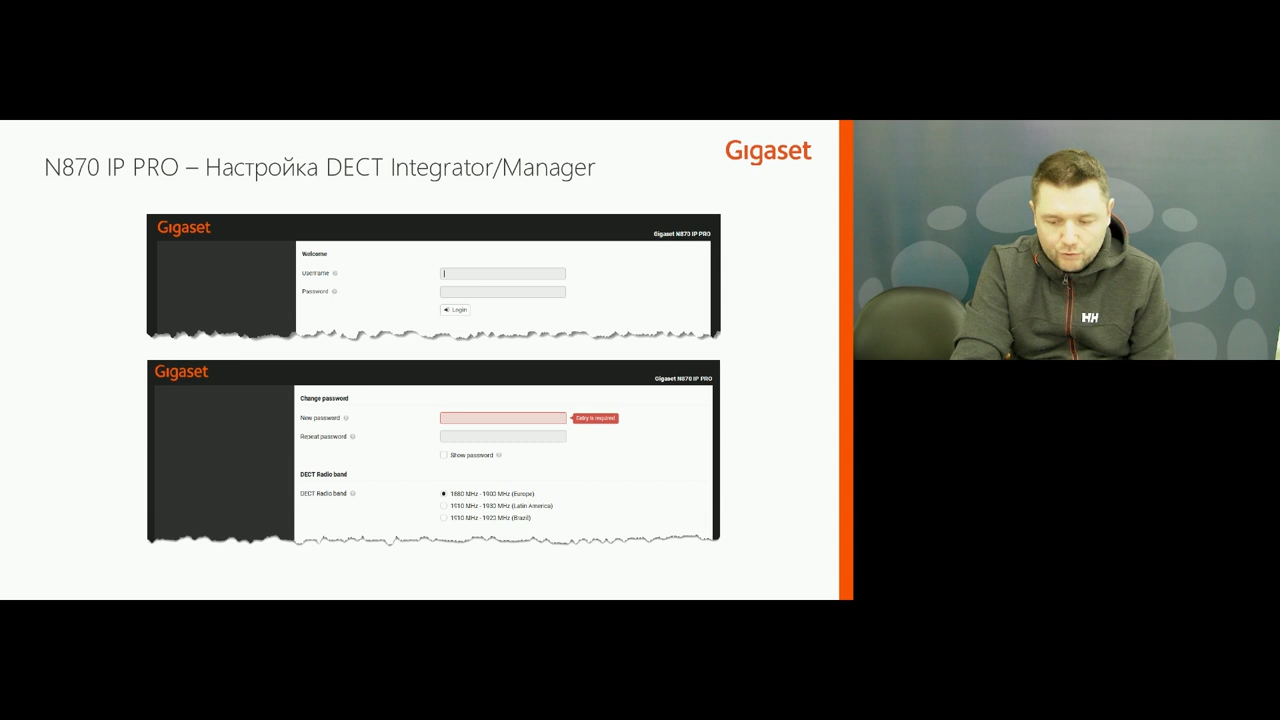 N870 IP PRO – Настройка DECT Integrator/Manager
Gigaset
Gigaset
Gigaset N870 IP PRO
Welcome
Username
Password
Login
Gigaset
Gigaset N870 IP PRO
Change password
New password
Entry is required
Repeat password
Show password
DECT Radio band
DECT Radio band
1880 MHz - 1900 MHz (Europe)
1910 MHz - 1930 MHz (Latin America)
1910 MHz - 1920 MHz (Brazil)
HH